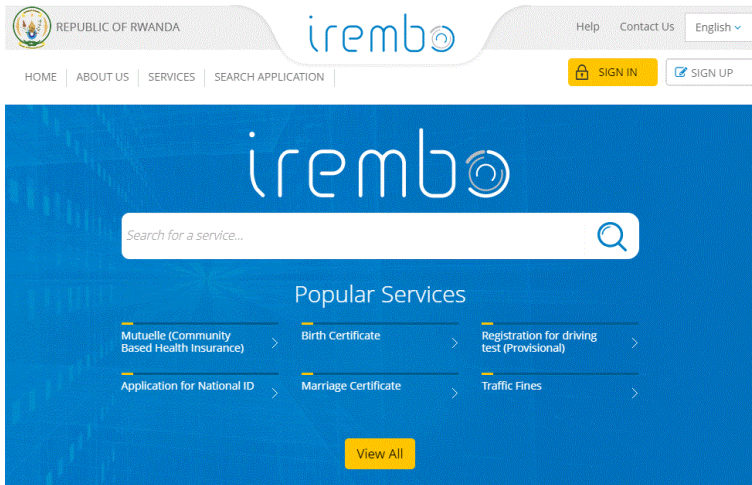 REPUBLIC OF RWANDA
irembo
Help
Contact Us
English
HOME
ABOUT US
SERVICES
SEARCH APPLICATION
SIGN IN
SIGN UP
irembo
Search for a service...
Popular Services
Mutuelle (Community
Based Health Insurance)
Birth Certificate
Registration for driving
test (Provisional)
Application for National ID
Marriage Certificate
Traffic Fines
View All